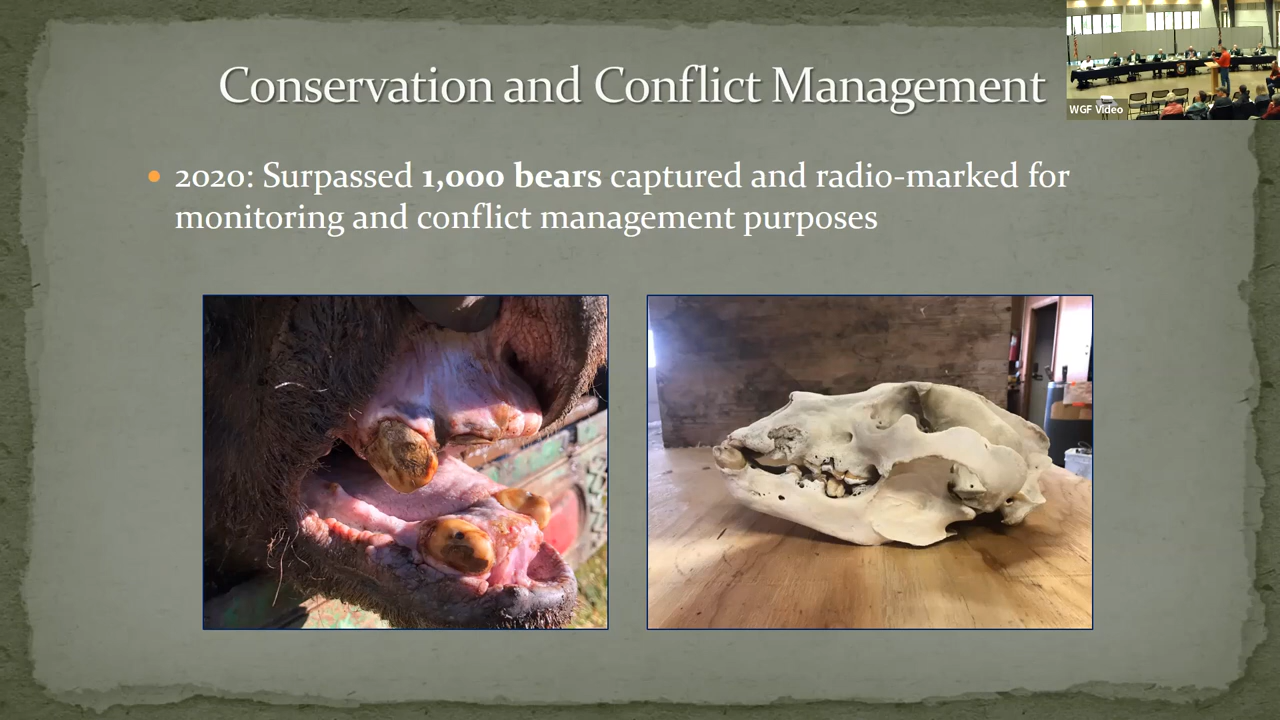 Conservation and Conflict Management
WGF Video
• 2020: Surpassed 1,000 bears captured and radio-marked for
monitoring and conflict management purposes